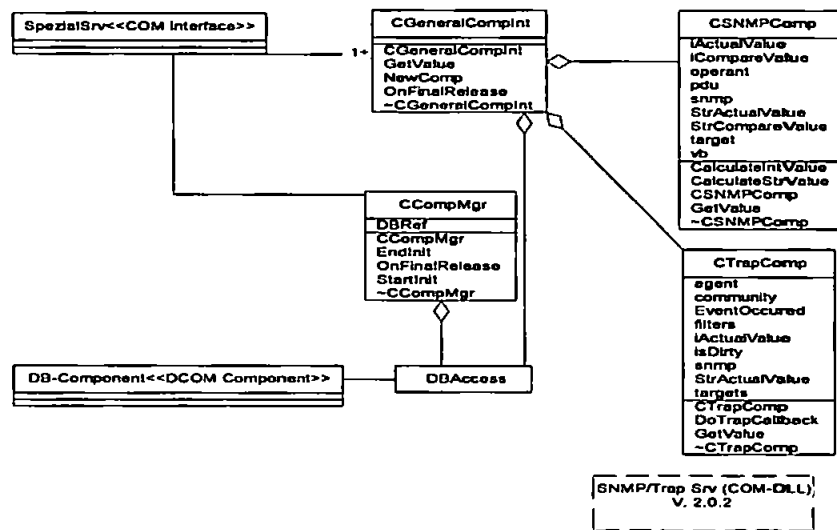 SpezialSrv<<COM Interface>>
1+
CGeneralCompInt
CGeneralCompInt
GetValue
NewComp
OnFinalRelease
~CGeneralCompInt
CSNMPComp
iActualValue
iCompareValue
operant
pdu
snmp
StrActualValue
StrCompareValue
target
vb
CalculateIntValue
CalculateStrValue
CSNMPComp
GetValue
~CSNMPComp
CCompMgr
DBRef
CCompMgr
EndInit
OnFinalRelease
StartInit
~CCompMgr
CTrapComp
agent
community
EventOccured
filters
iActualValue
isDirty
snmp
StrActualValue
targets
CTrapComp
DoTrapCallback
GetValue
~CTrapComp
DB-Component<<DCOM Component>>
DBAccess
SNMP/Trap Srv (COM-DLL)
V. 2.0.2